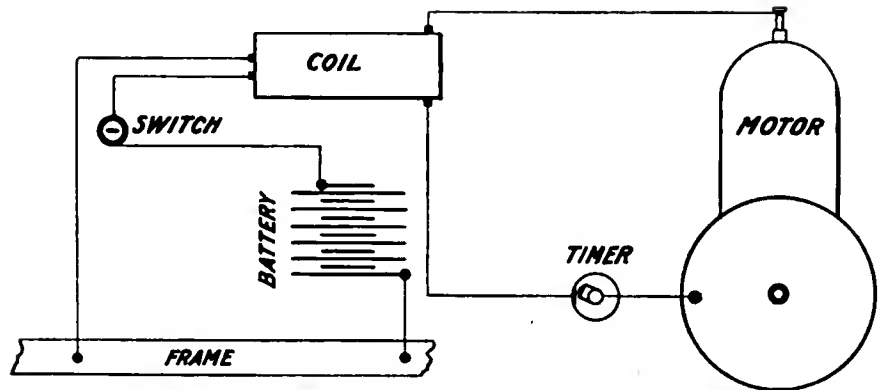 COIL
SWITCH
MOTOR
BATTERY
TIMER
FRAME